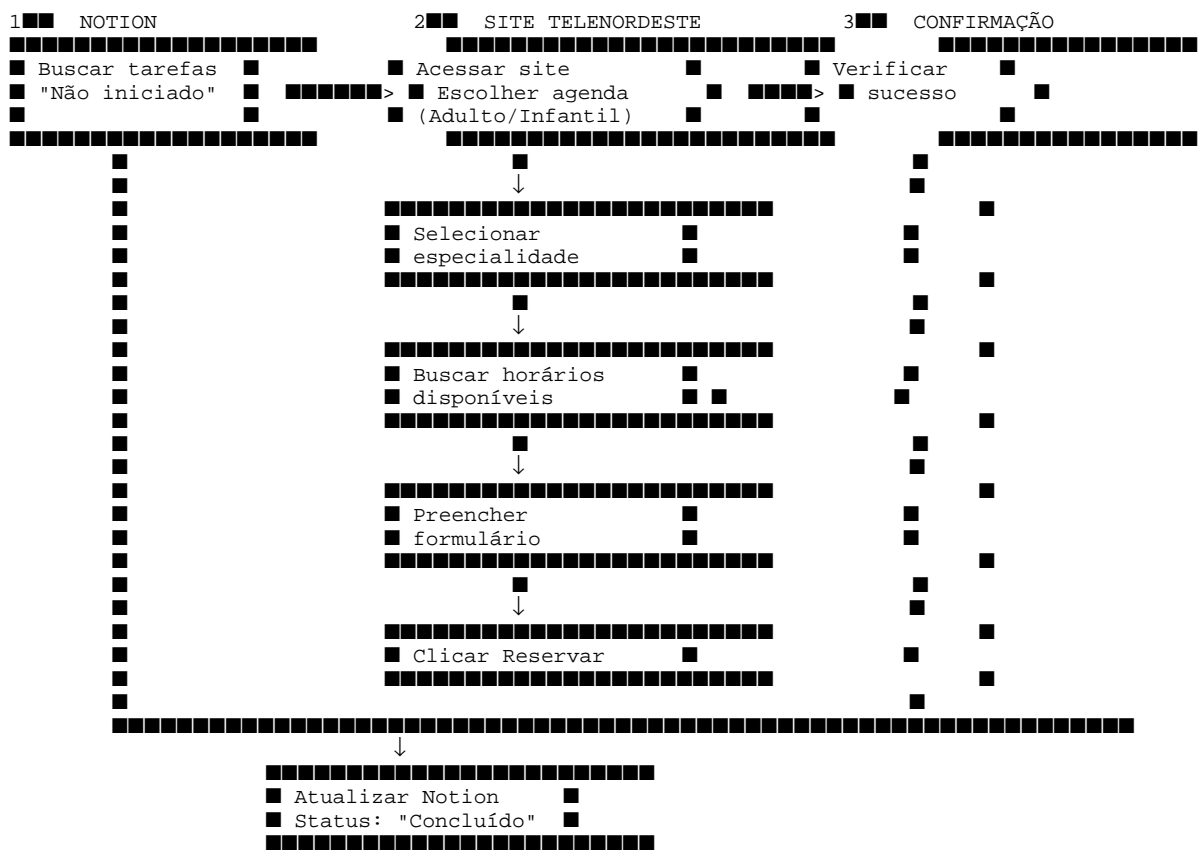 1■■ NOTION 2■■ SITE TELENORDESTE 3■■ CONFIRMAÇÃO
Buscar tarefas
"Não iniciado"
Acessar site
Escolher agenda
(Adulto/Infantil)
Verificar
sucesso
Selecionar
especialidade
Buscar horários
disponíveis
Preencher
formulário
Clicar Reservar
Atualizar Notion
Status: "Concluído"